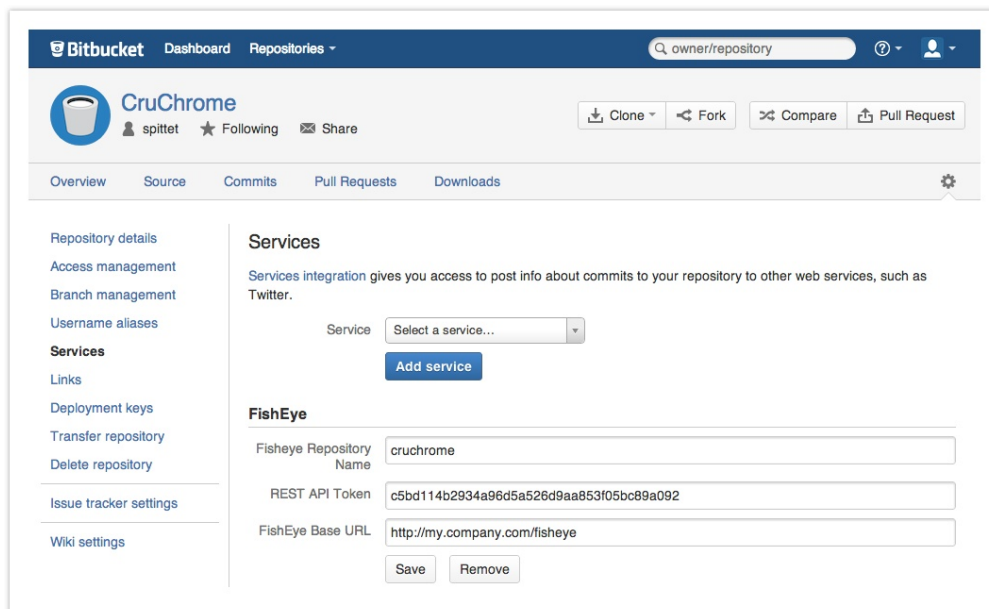 Bitbucket Dashboard Repositories owner/repository
CruChrome
spittet Following Share
Clone Fork Compare Pull Request
Overview Source Commits Pull Requests Downloads
Repository details
Access management
Branch management
Username aliases
Services
Links
Deployment keys
Transfer repository
Delete repository
Issue tracker settings
Wiki settings
Services
Services integration gives you access to post info about commits to your repository to other web services, such as
Twitter.
Service Select a service...
Add service
FishEye
Fisheye Repository
Name
cruchrome
REST API Token c5bd114b2934a96d5a526d9aa853f05bc89a092
FishEye Base URL http://my.company.com/fisheye
Save Remove